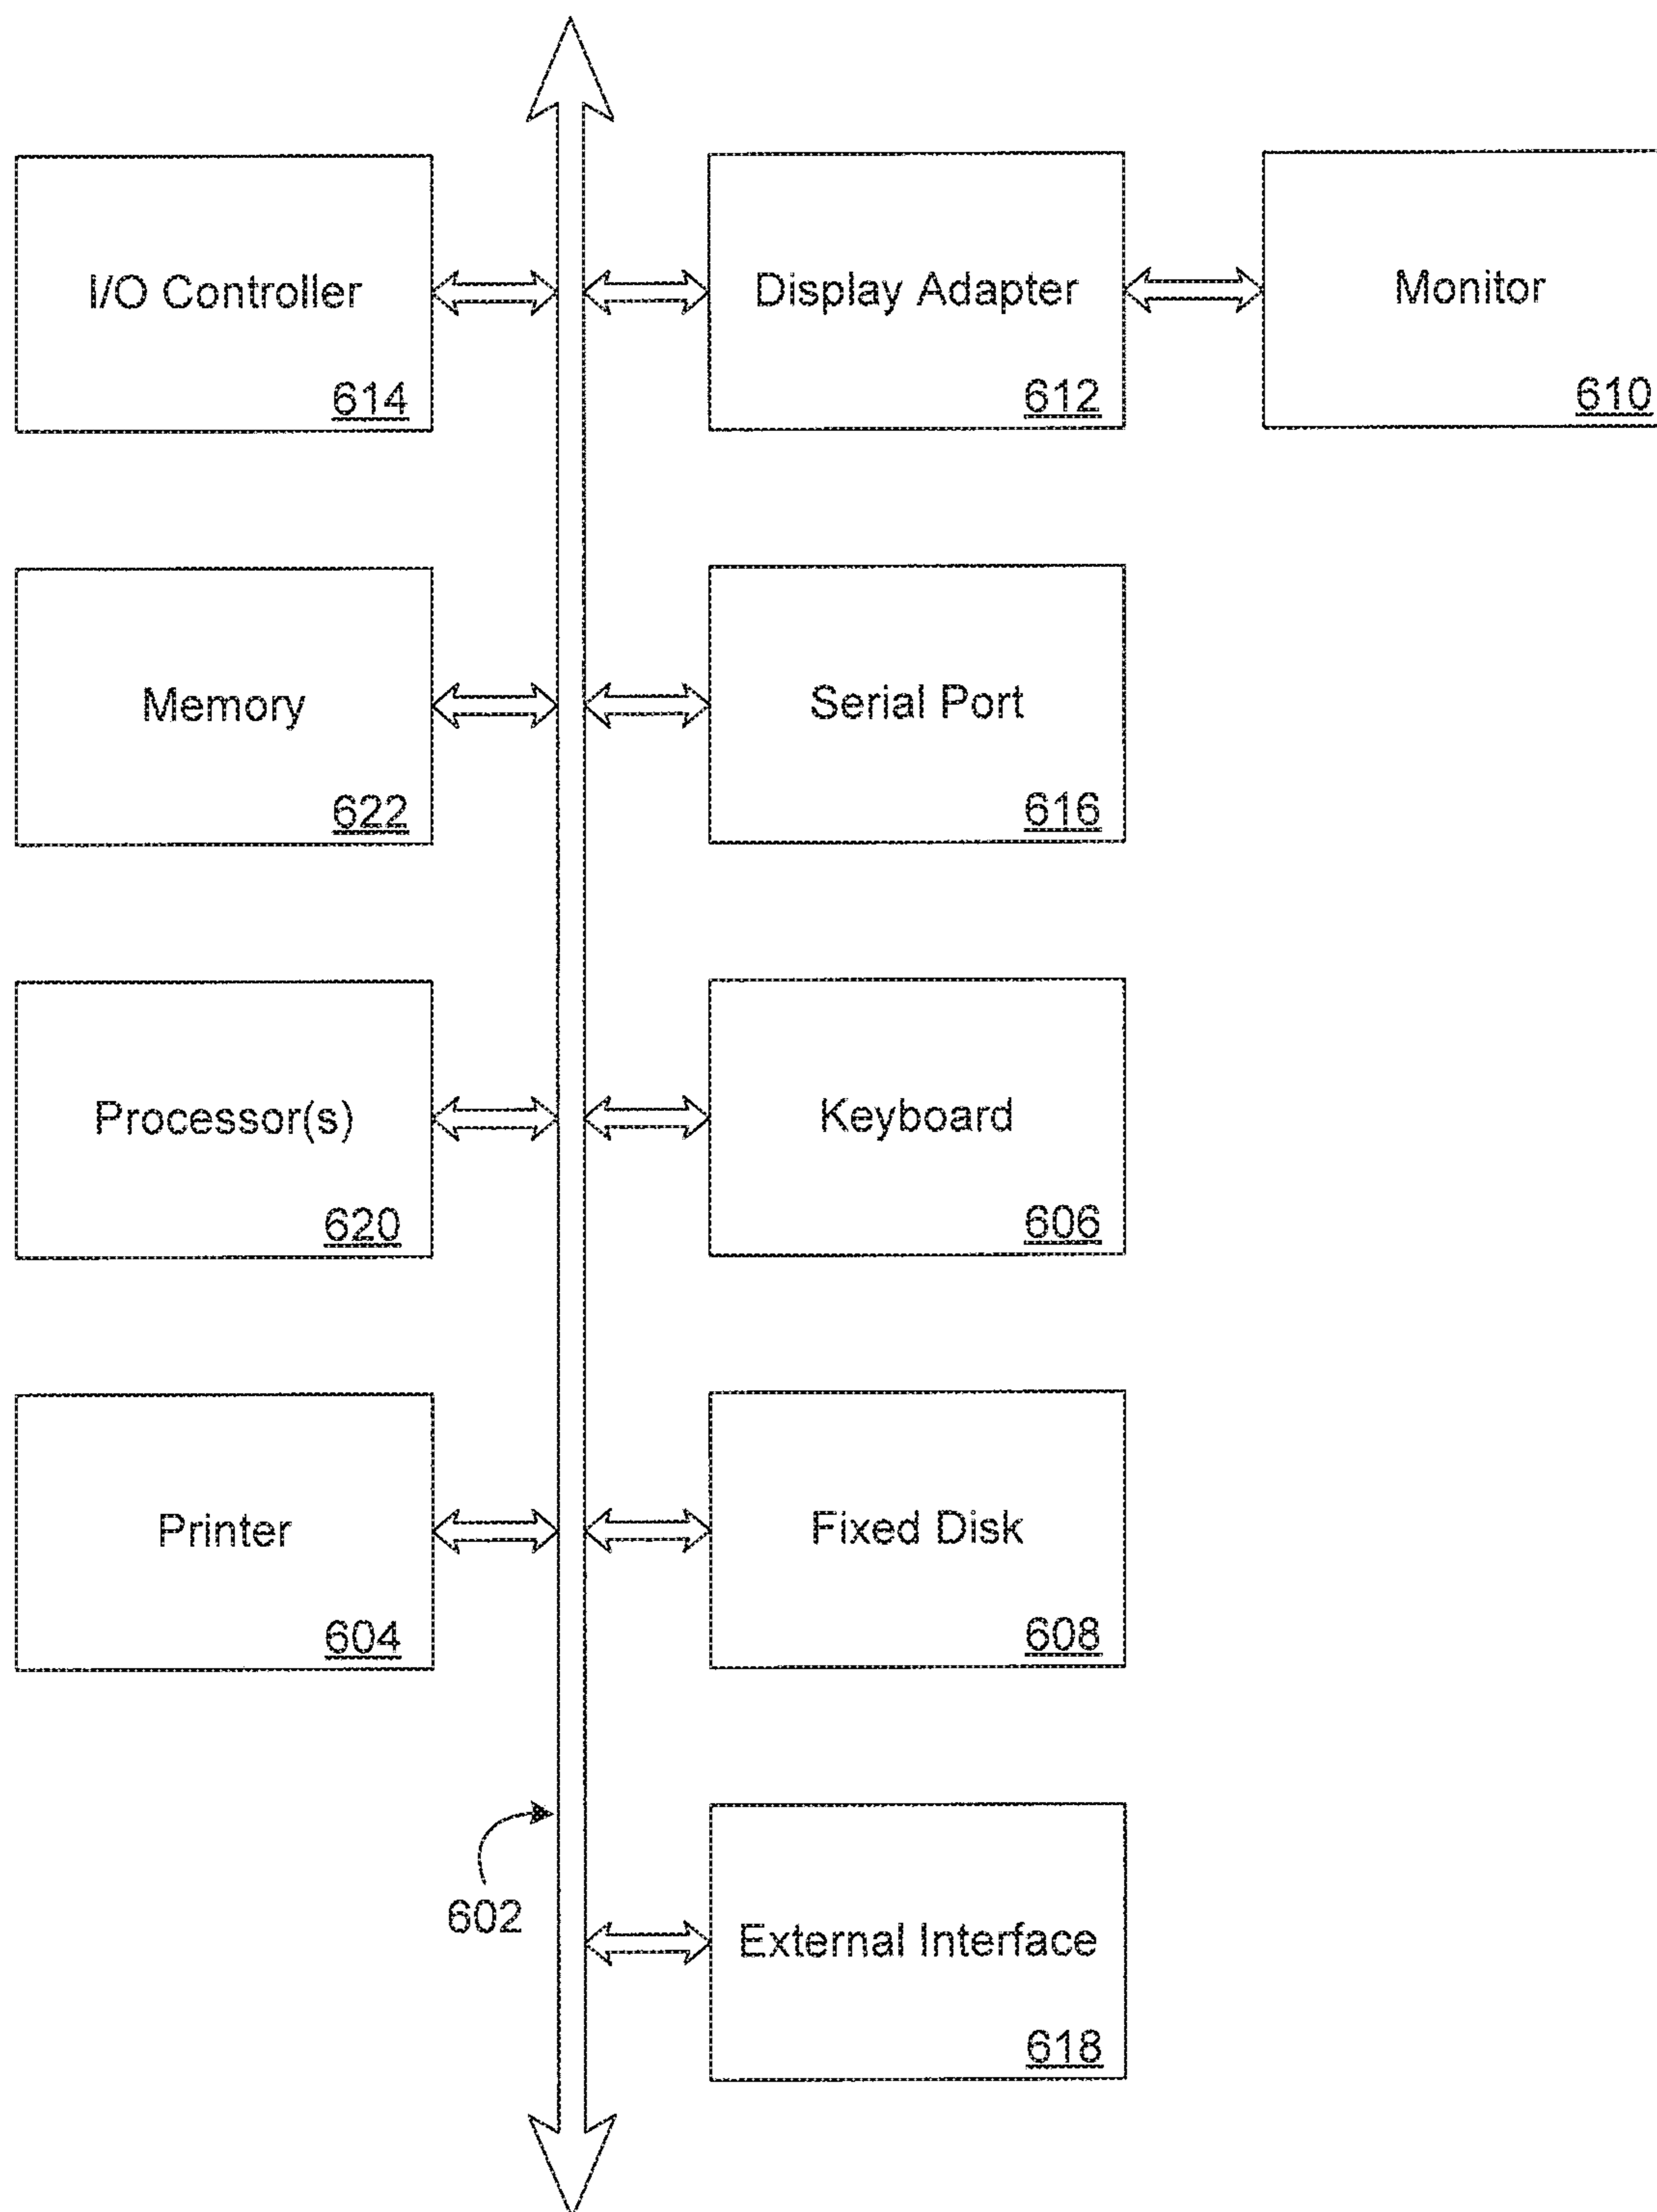 I/O Controller
614
Display Adapter
612
Monitor
610
Memory
622
Serial Port
616
Processor(s)
620
Keyboard
606
Printer
604
Fixed Disk
608
602
External Interface
618